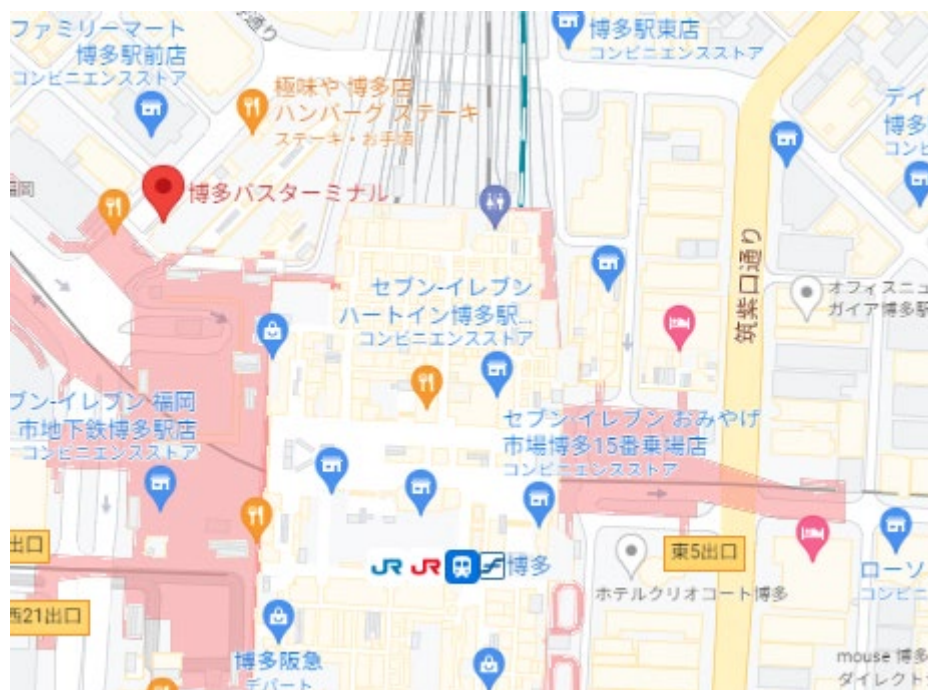 ファミリーマート
博多駅前店
コンビニエンスストア
通り
博多駅東店
コンビニエンスストア
極味や 博多店
ハンバーグ ステーキ
ステーキ・お手頃
デイ
博多
コンビニ
福岡
博多バスターミナル
セブン-イレブン
ハートイン博多駅...
コンビニエンスストア
筑紫口通り
オフィスニュ
ガイア博多駅
ブン-イレブン 福岡
市地下鉄博多駅店
コンビニエンスストア
セブン-イレブン おみやげ
市場博多15番乗場店
コンビニエンスストア
出口
JR JR 博多
東5出口
ホテルクリオコート博多
ローソ
コンビニ
西21出口
博多阪急
デパート
mouse 博多
ダイレクト